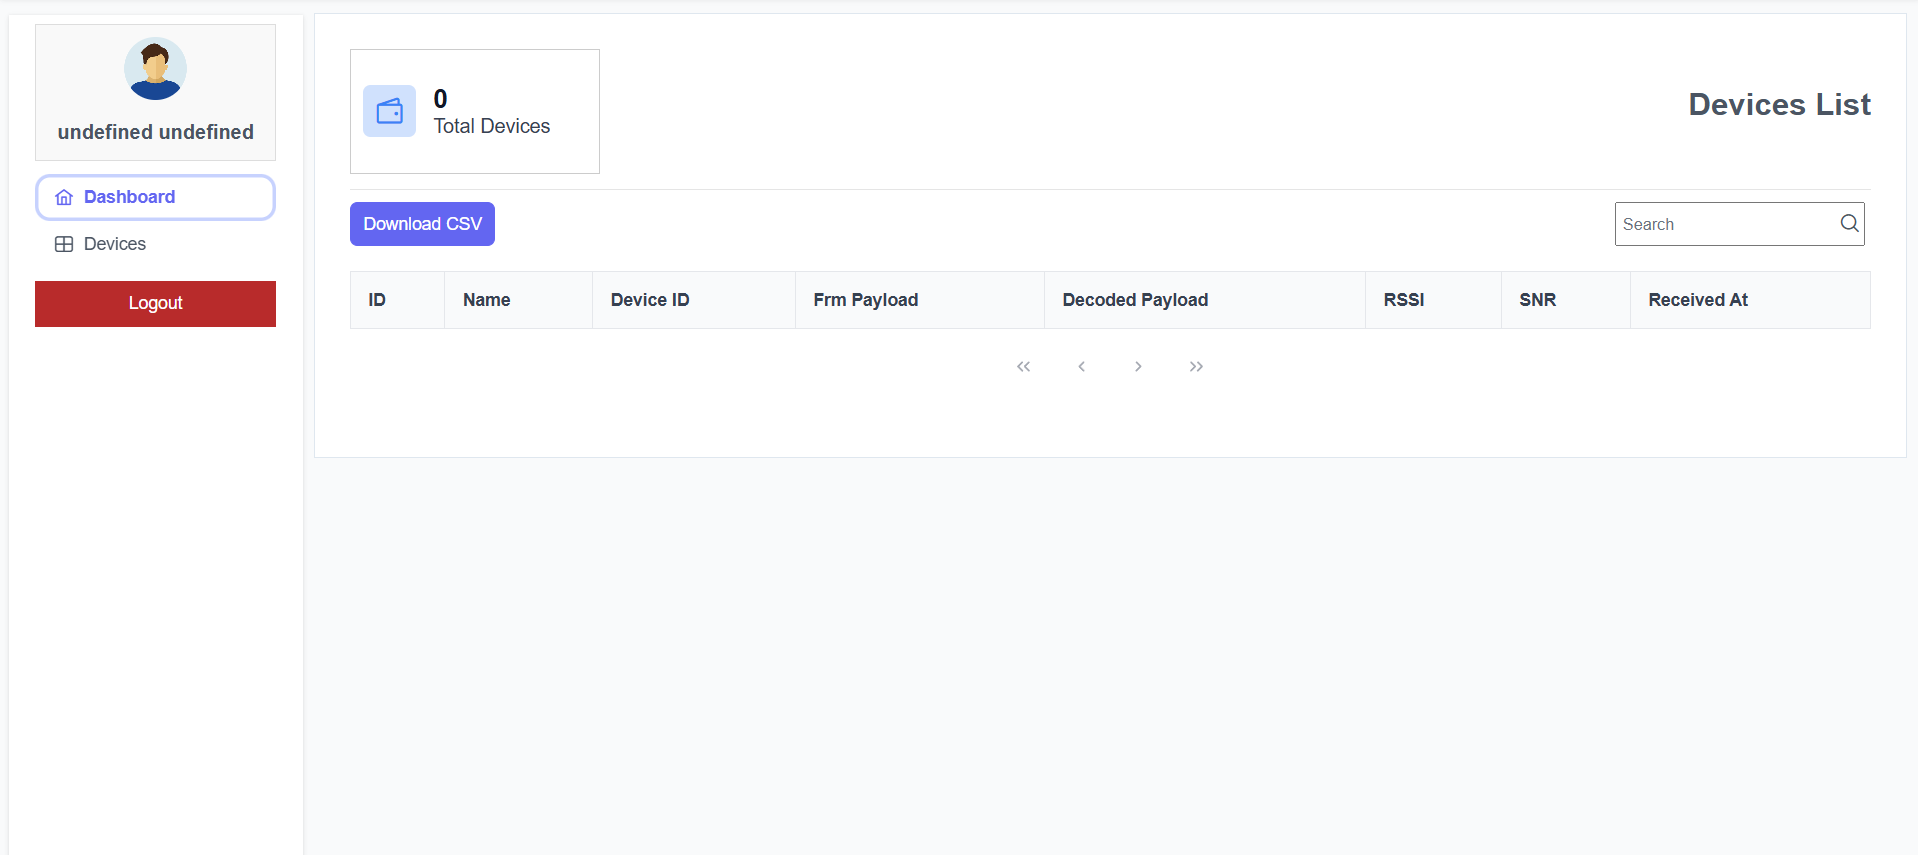 undefined undefined
Dashboard
Devices
Logout
0
Total Devices
Devices List
Download CSV
Search
ID Name Device ID Frm Payload Decoded Payload RSSI SNR Received At